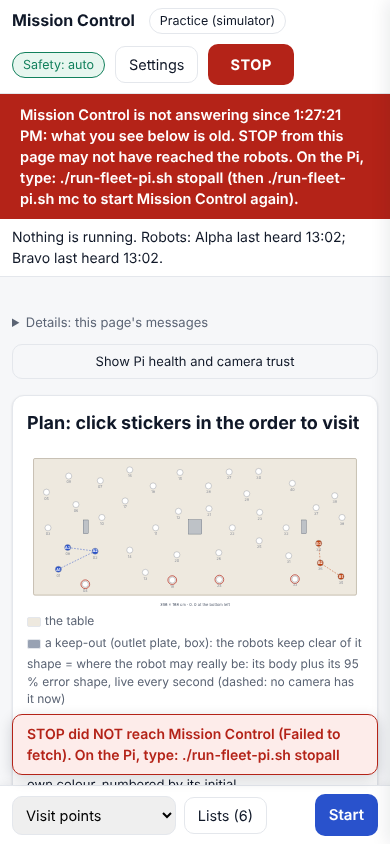 Mission Control
Practice (simulator)
Safety: auto
Settings
STOP
Mission Control is not answering since 1:27:21
PM: what you see below is old. STOP from this
page may not have reached the robots. On the Pi,
type: ./run-fleet-pi.sh stopall (then ./run-fleet-
pi.sh mc to start Mission Control again).
Nothing is running. Robots: Alpha last heard 13:02;
Bravo last heard 13:02.
Details: this page's messages
Show Pi health and camera trust
Plan: click stickers in the order to visit
the table
a keep-out (outlet plate, box): the robots keep clear of it
shape = where the robot may really be: its body plus its 95
% error shape, live every second (dashed: no camera has
it now)
STOP did NOT reach Mission Control (Failed to
fetch). On the Pi, type: ./run-fleet-pi.sh stopall
own colour, numbered by its initial
Visit points
Lists (6)
Start